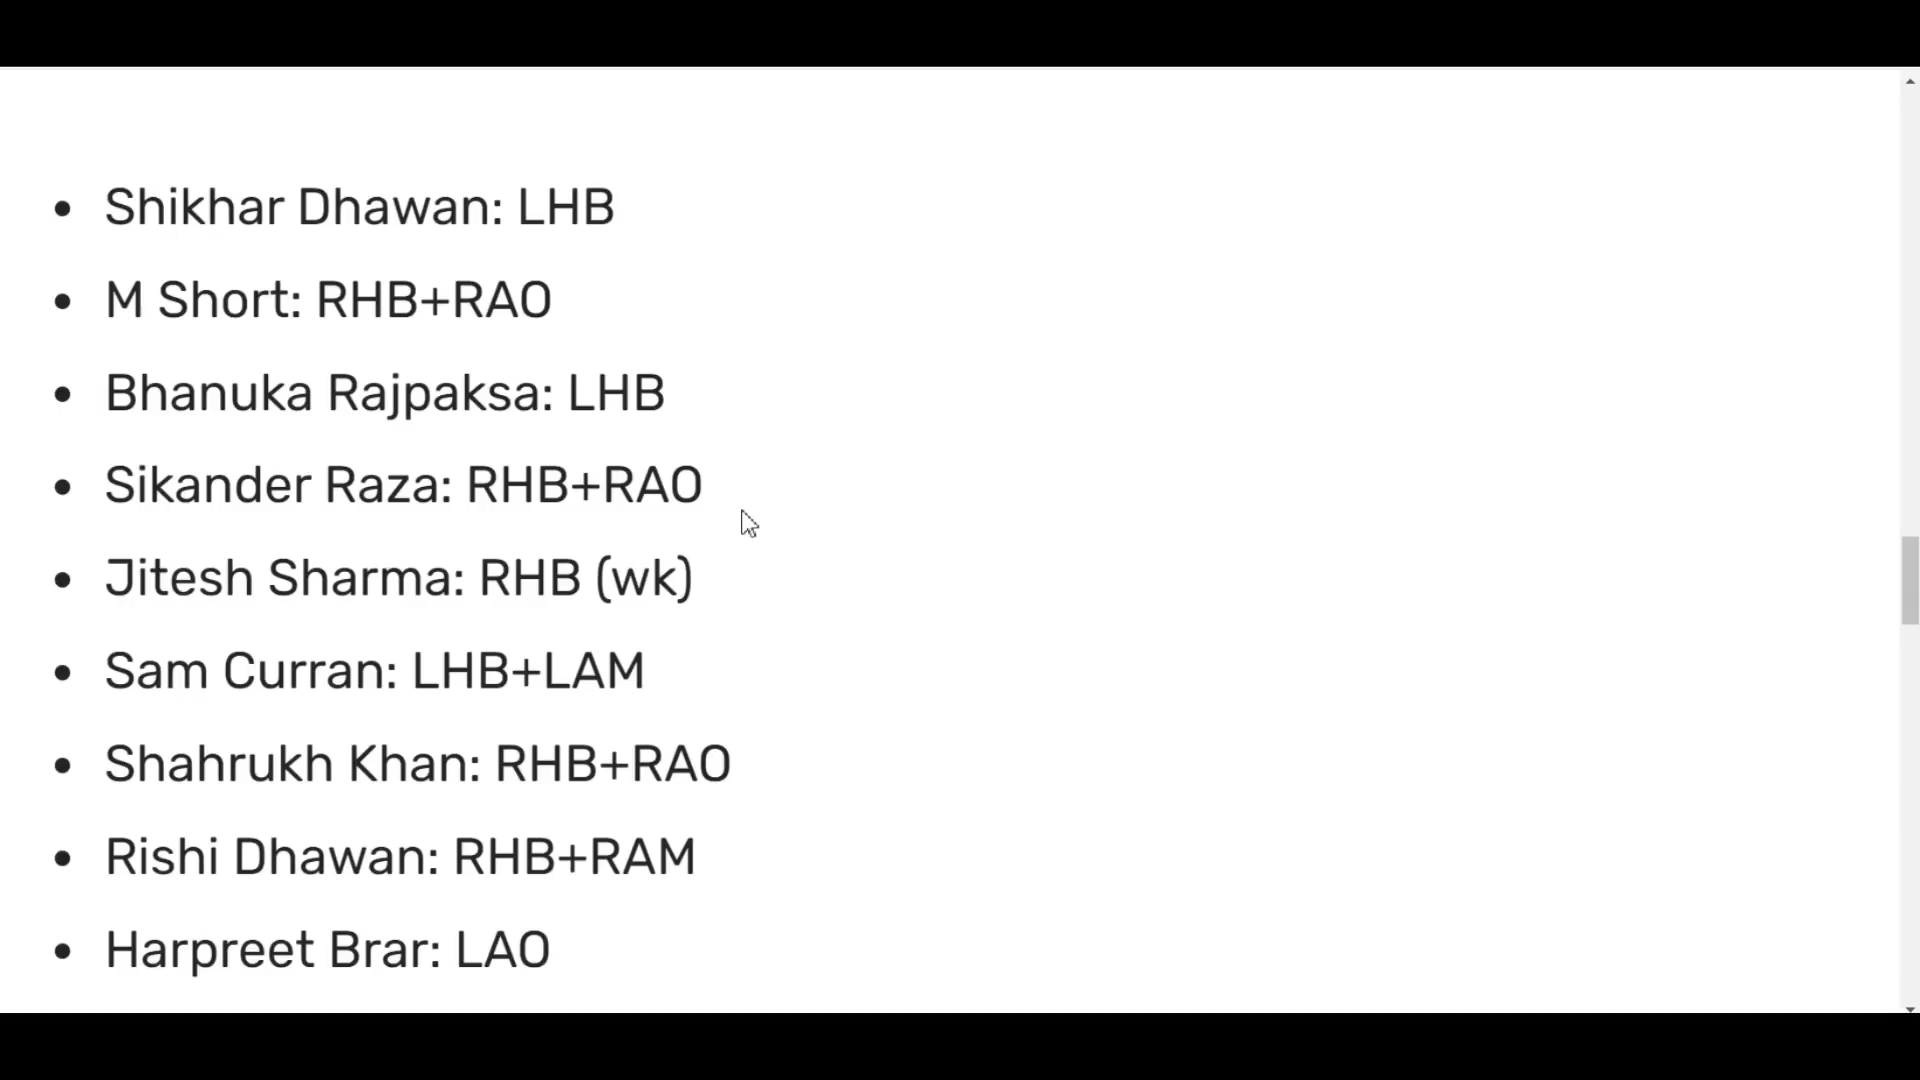 • Shikhar Dhawan: LHB
• M Short: RHB+RAO
• Bhanuka Rajpaksa: LHB
• Sikander Raza: RHB+RAO
• Jitesh Sharma: RHB (wk)
• Sam Curran: LHB+LAM
• Shahrukh Khan: RHB+RAO
• Rishi Dhawan: RHB+RAM
• Harpreet Brar: LAO